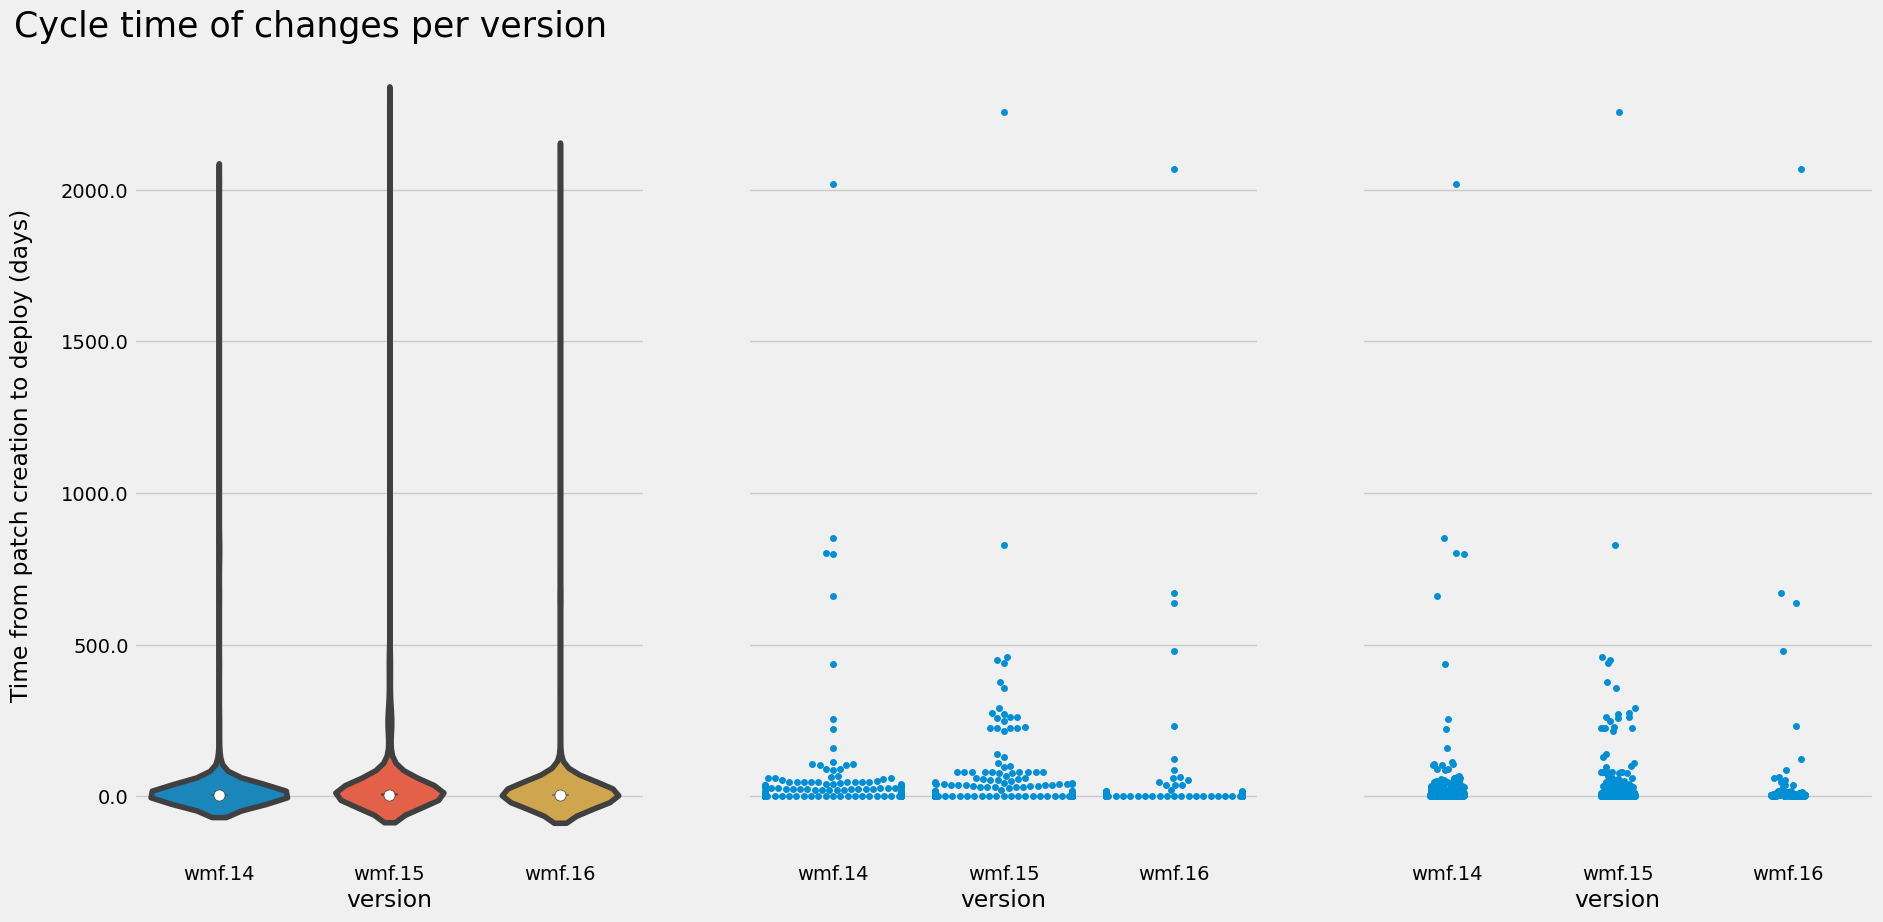 Cycle time of changes per version
Time from patch creation to deploy (days)
2000.0
1500.0
1000.0
500.0
0.0
wmf.14 wmf.15 wmf.16
version
wmf.14 wmf.15 wmf.16
version
wmf.14 wmf.15 wmf.16
version